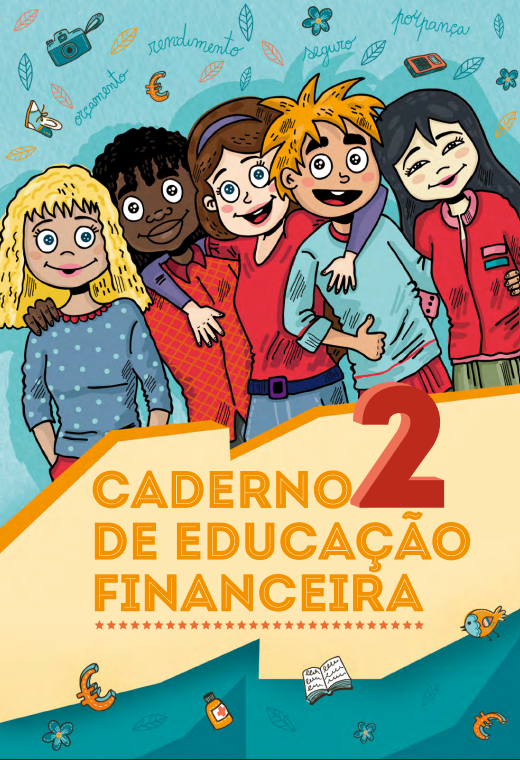 poupança
rendimento
seguro
orçamento
CADERNO 2
DE EDUCAÇÃO
FINANCEIRA